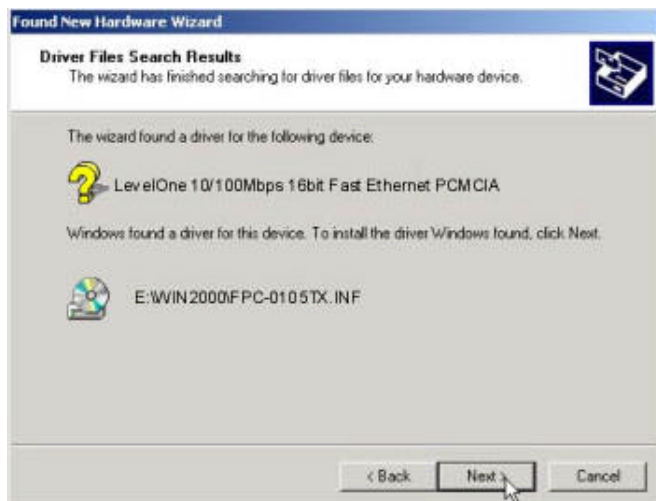 Found New Hardware Wizard
Driver Files Search Results
The wizard has finished searching for driver files for your hardware device.
The wizard found a driver for the following device:
LevelOne 10/100Mbps 16bit Fast Ethernet PCMCIA
Windows found a driver for this device. To install the driver Windows found, click Next.
E:\WIN2000\FPC-0105TX.INF
< Back Next > Cancel